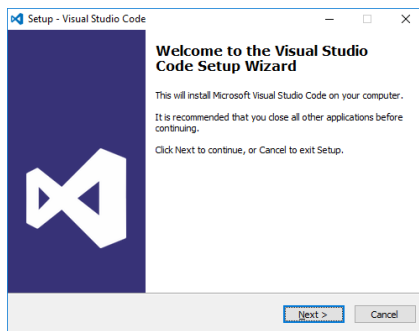 Setup - Visual Studio Code
Welcome to the Visual Studio
Code Setup Wizard
This will install Microsoft Visual Studio Code on your computer.
It is recommended that you close all other applications before
continuing.
Click Next to continue, or Cancel to exit Setup.
Next >
Cancel